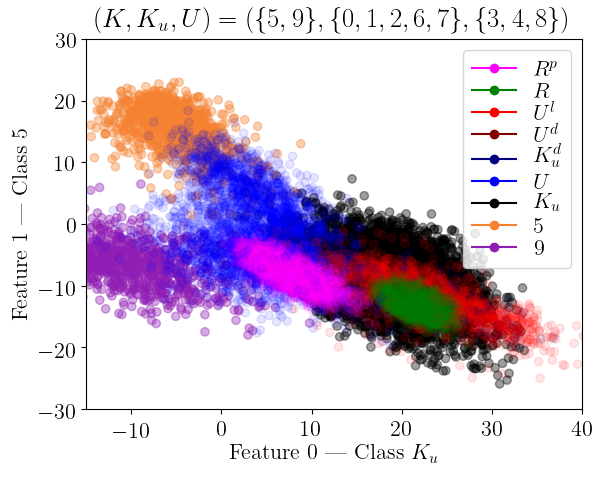 (K, K_u, U) = ({5, 9}, {0, 1, 2, 6, 7}, {3, 4, 8})
30
20
10
0
−10
−20
−30
Feature 1 — Class 5
R^p
R
U^l
U^d
K_u^d
U
K_u
5
9
−10
0
10
20
30
40
Feature 0 — Class K_u